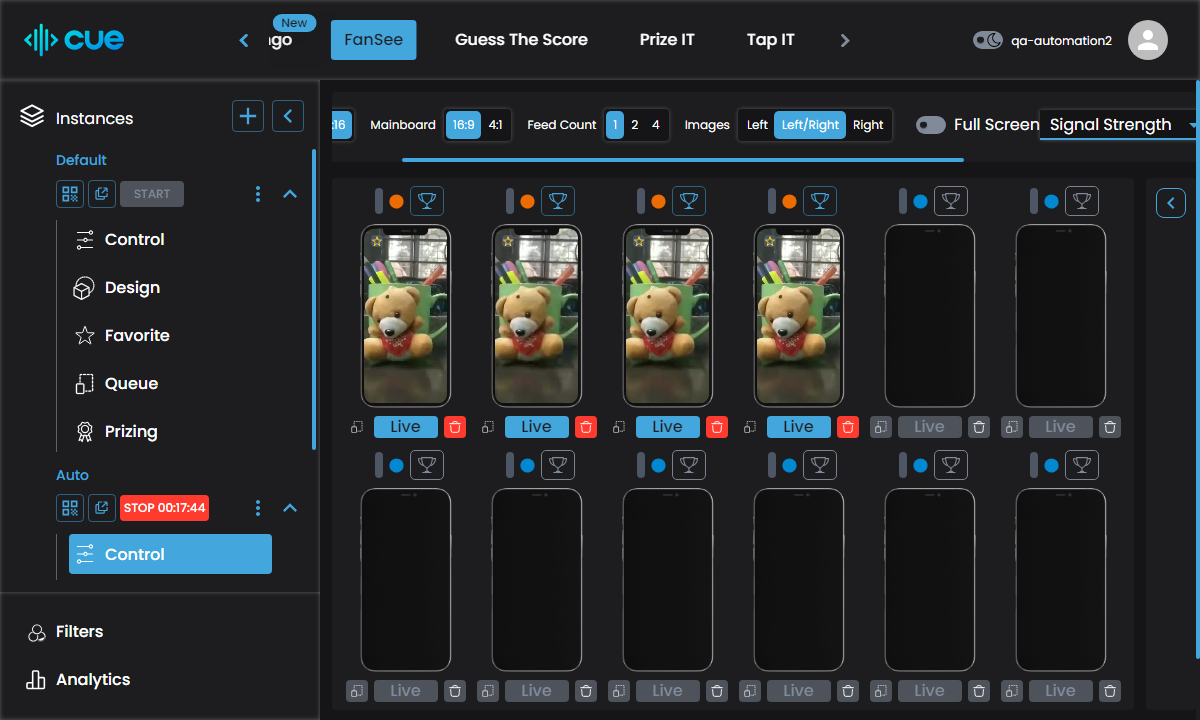 cue
New
FanSee
Guess The Score
Prize IT
Tap IT
qa-automation2
Instances
Default
START
Control
Design
Favorite
Queue
Prizing
Auto
STOP 00:17:44
Control
Filters
Analytics
Mainboard 16:9 4:1 Feed Count 1 2 4 Images Left Left/Right Right Full Screen Signal Strength
Live Live Live Live Live Live
Live Live Live Live Live Live